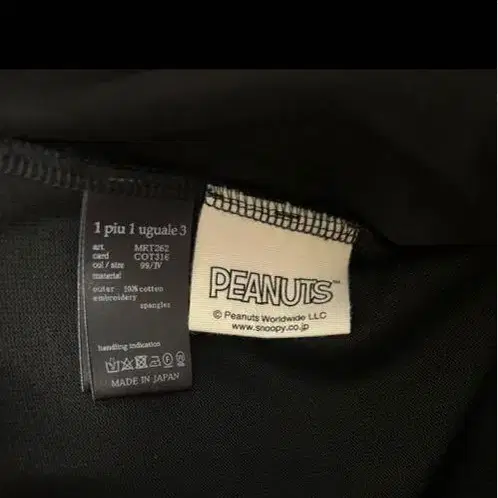 1 piu 1 uguale 3
art. MRT262
card COT316
col / size 99/IV
material
outer 100% cotton
embroidery
spangles
handling indication
MADE IN JAPAN
PEANUTS™
© Peanuts Worldwide LLC
www.snoopy.co.jp